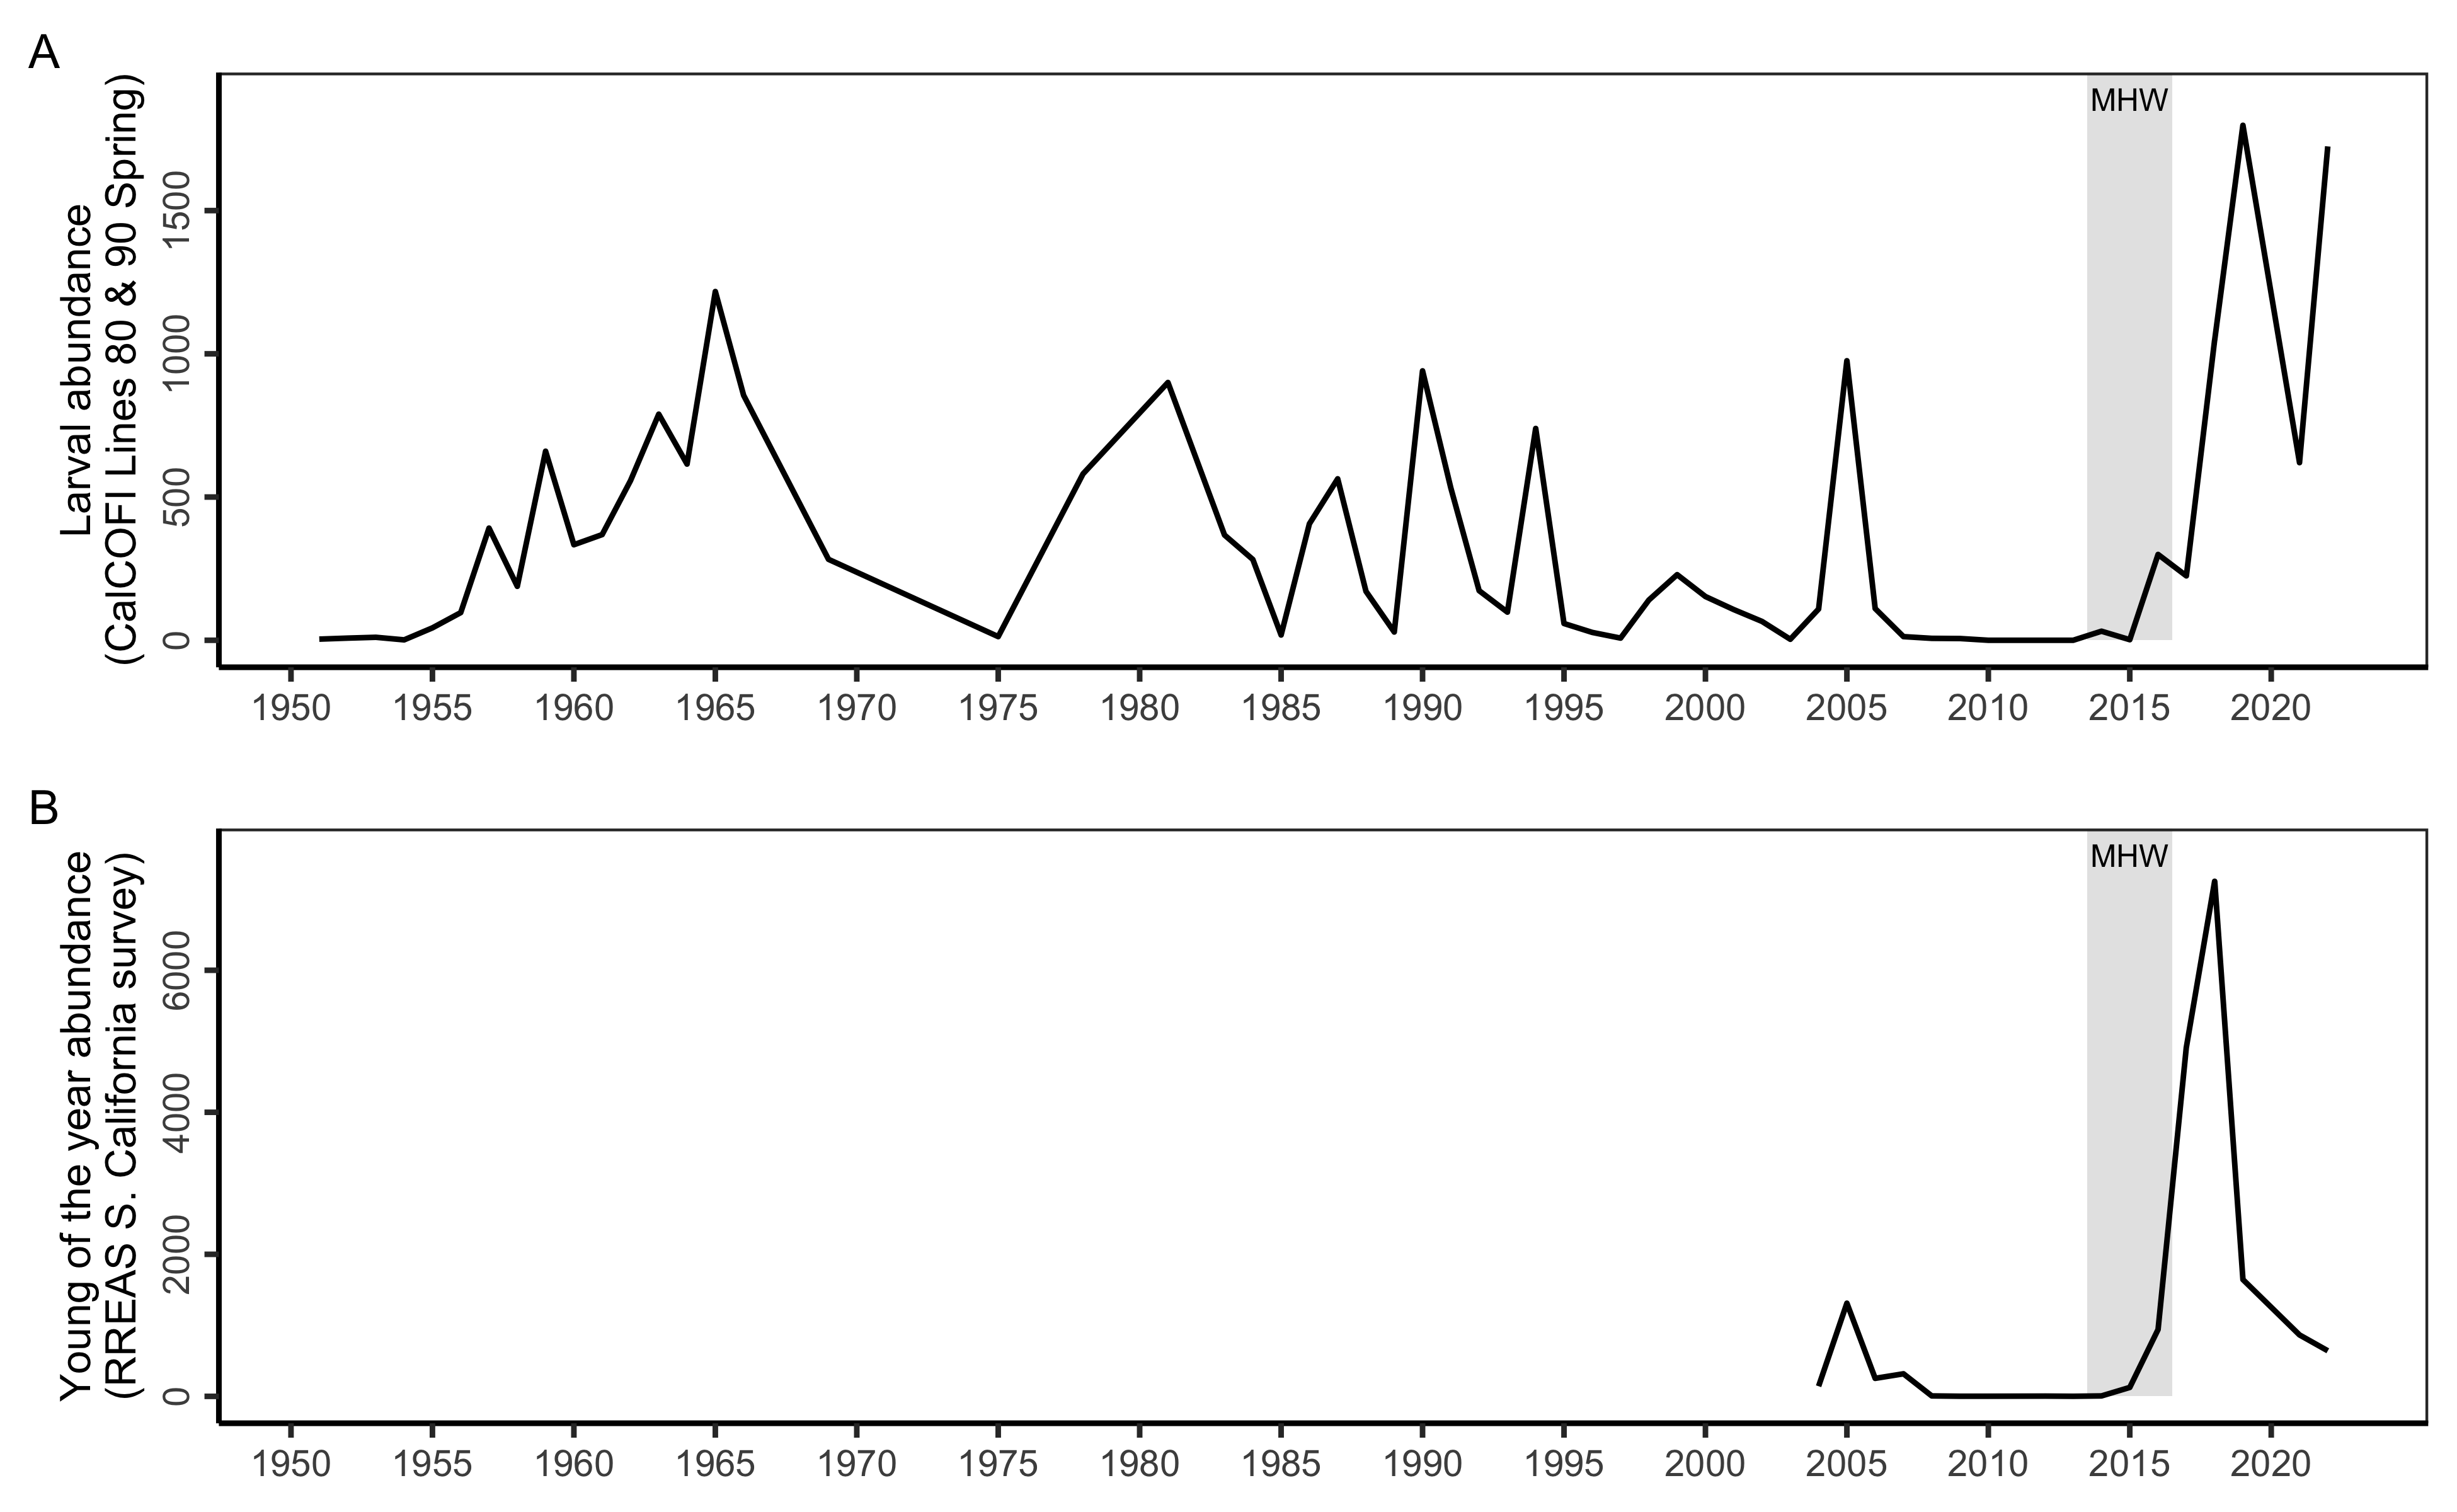 A
Larval abundance
(CalCOFI Lines 80 & 90 Spring)
1500
1000
500
0
MHW
1950 1955 1960 1965 1970 1975 1980 1985 1990 1995 2000 2005 2010 2015 2020
B
Young of the year abundance
(RREAS S. California survey)
6000
4000
2000
0
MHW
1950 1955 1960 1965 1970 1975 1980 1985 1990 1995 2000 2005 2010 2015 2020